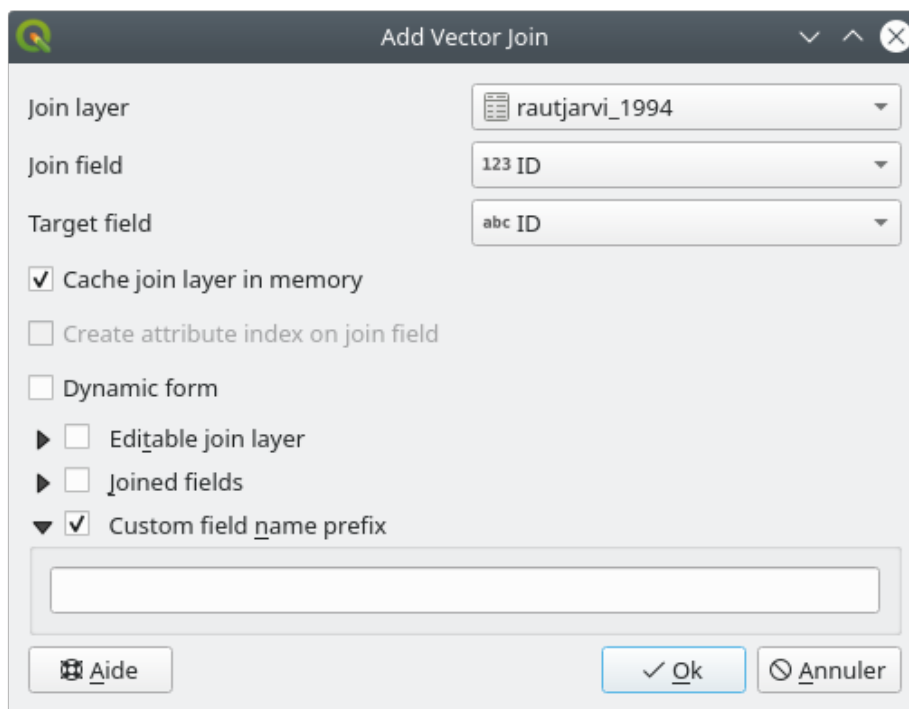 Add Vector Join
Join layer rautjarvi_1994
Join field 123 ID
Target field abc ID
Cache join layer in memory
Create attribute index on join field
Dynamic form
Editable join layer
Joined fields
Custom field name prefix
Aide Ok Annuler